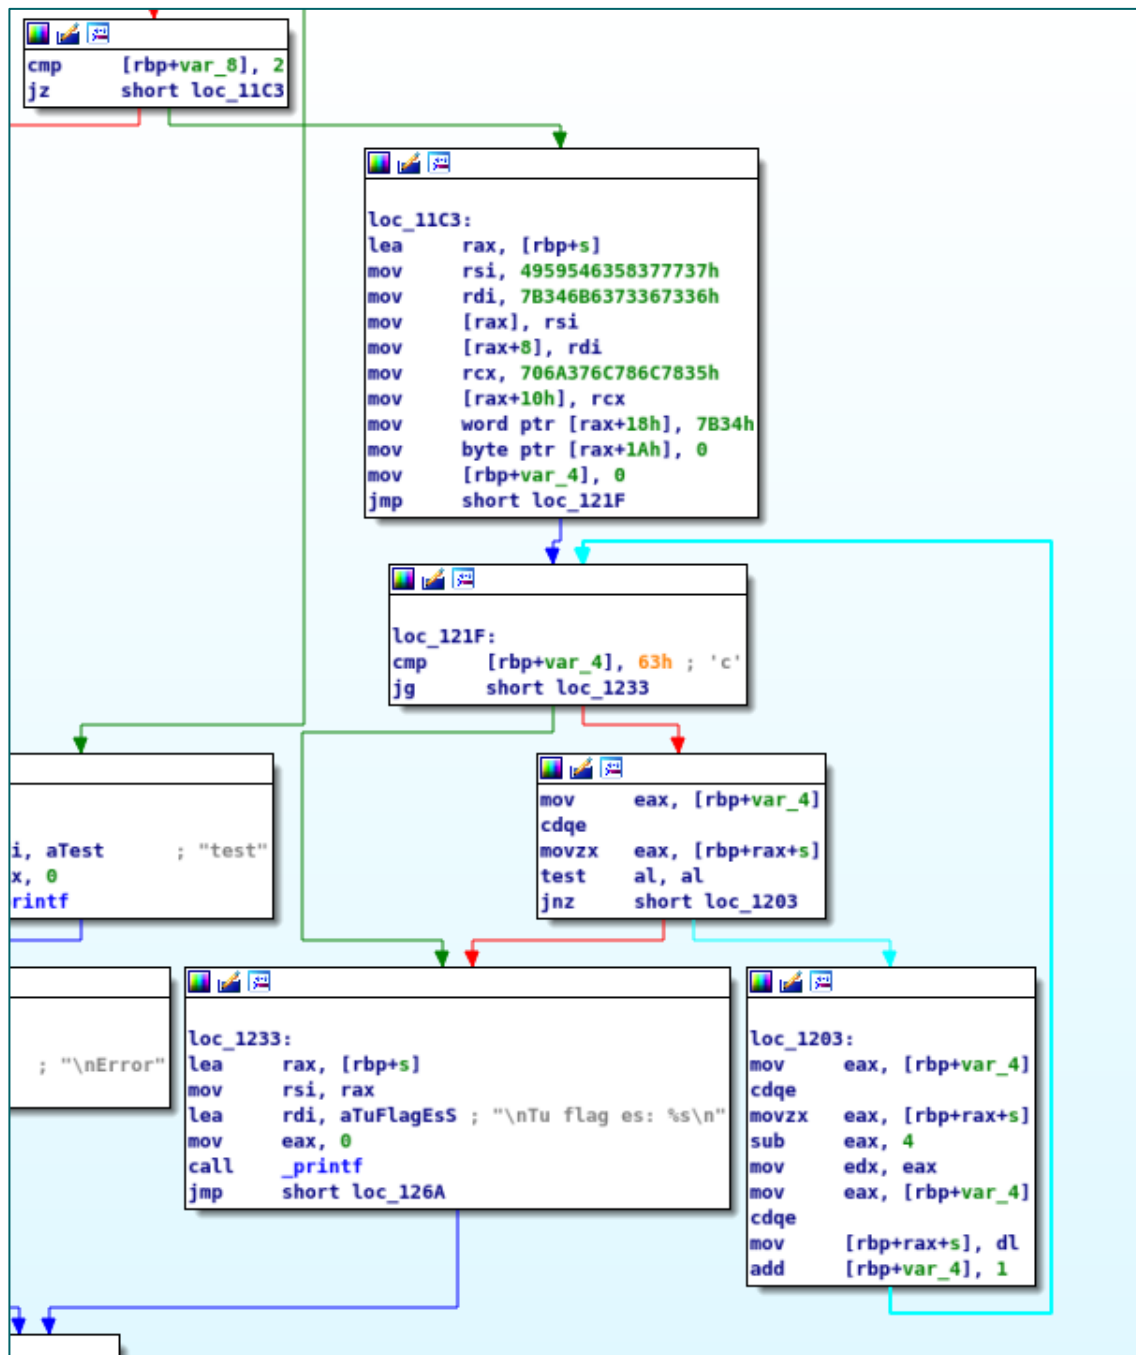 cmp [rbp+var_8], 2
jz short loc_11C3
loc_11C3:
lea rax, [rbp+s]
mov rsi, 4959546358377737h
mov rdi, 7B346B6373367336h
mov [rax], rsi
mov [rax+8], rdi
mov rcx, 706A376C786C7835h
mov [rax+10h], rcx
mov word ptr [rax+18h], 7B34h
mov byte ptr [rax+1Ah], 0
mov [rbp+var_4], 0
jmp short loc_121F
loc_121F:
cmp [rbp+var_4], 63h ; 'c'
jg short loc_1233
i, aTest ; "test"
x, 0
rintf
mov eax, [rbp+var_4]
cdqe
movzx eax, [rbp+rax+s]
test al, al
jnz short loc_1203
; "\nError"
loc_1233:
lea rax, [rbp+s]
mov rsi, rax
lea rdi, aTuFlagEsS ; "\nTu flag es: %s\n"
mov eax, 0
call _printf
jmp short loc_126A
loc_1203:
mov eax, [rbp+var_4]
cdqe
movzx eax, [rbp+rax+s]
sub eax, 4
mov edx, eax
mov eax, [rbp+var_4]
cdqe
mov [rbp+rax+s], dl
add [rbp+var_4], 1